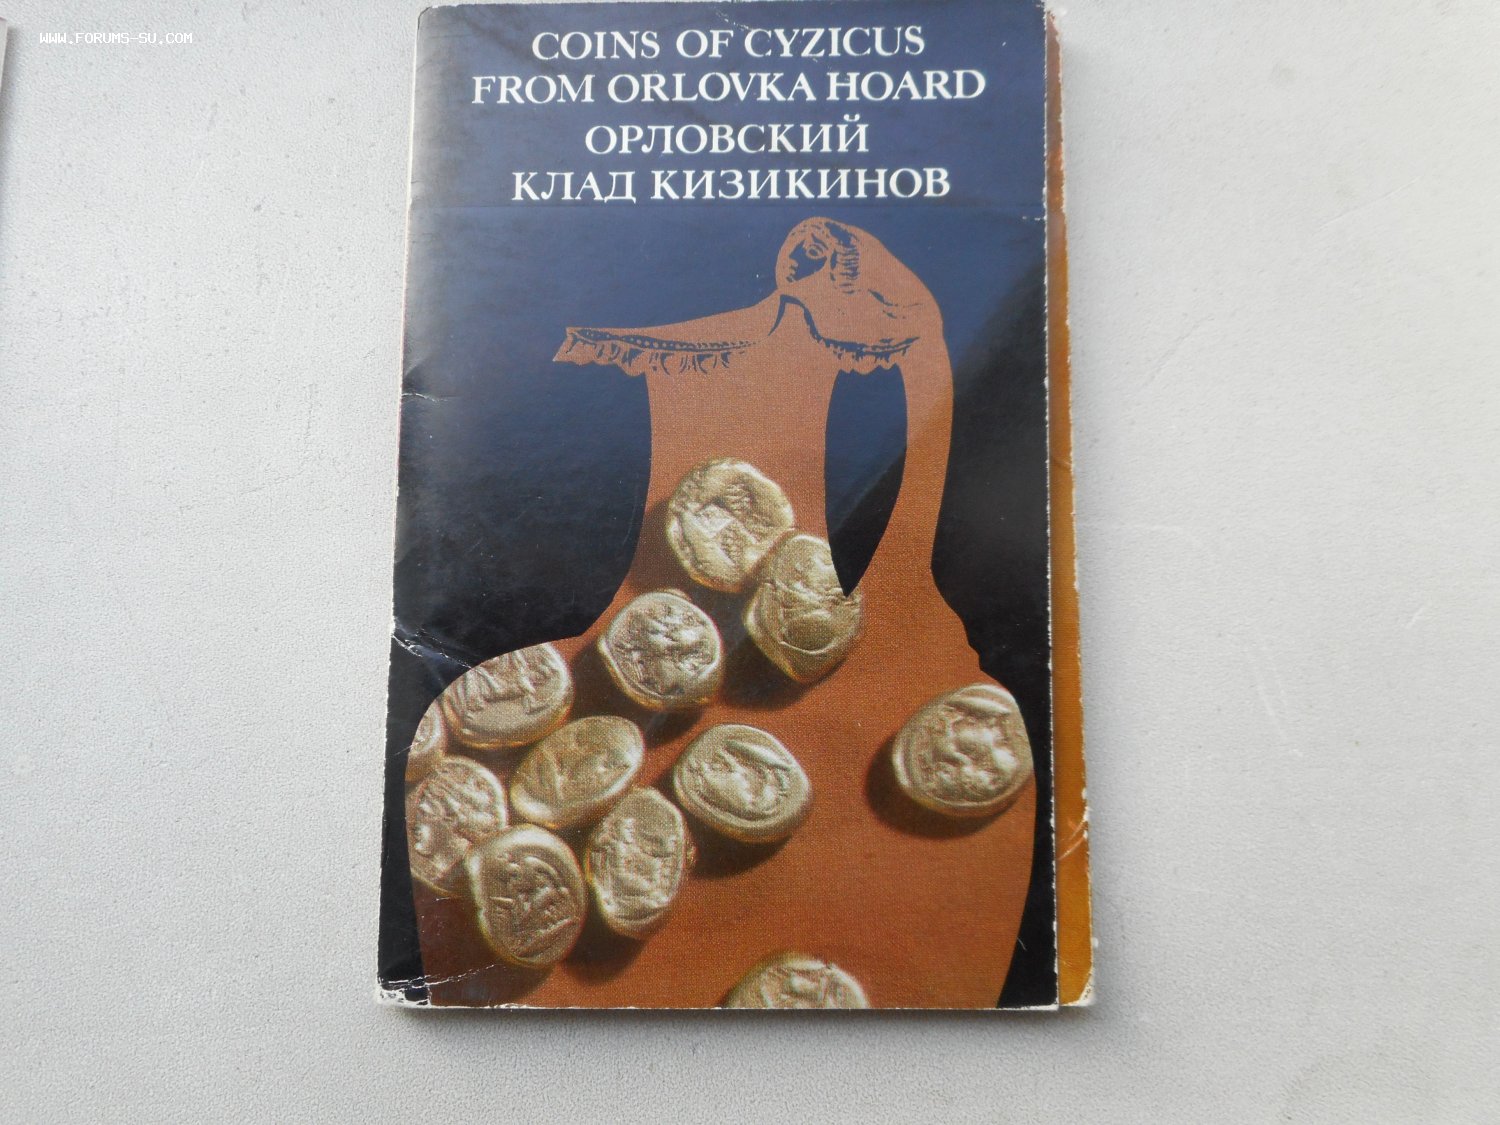 WWW.FORUMS-SU.COM
COINS OF CYZICUS
FROM ORLOVKA HOARD
ОРЛОВСКИЙ
КЛАД КИЗИКИНОВ